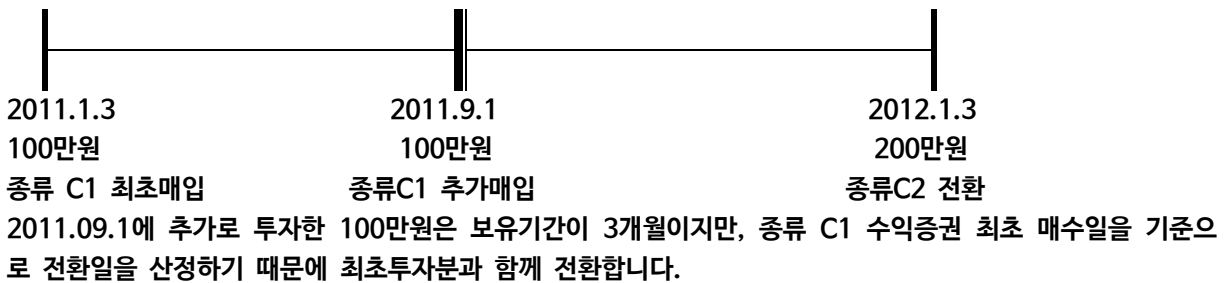 2011.1.3 2011.9.1 2012.1.3
100만원 100만원 200만원
종류 C1 최초매입 종류C1 추가매입 종류C2 전환
2011.09.1에 추가로 투자한 100만원은 보유기간이 3개월이지만, 종류 C1 수익증권 최초 매수일을 기준으
로 전환일을 산정하기 때문에 최초투자분과 함께 전환합니다.